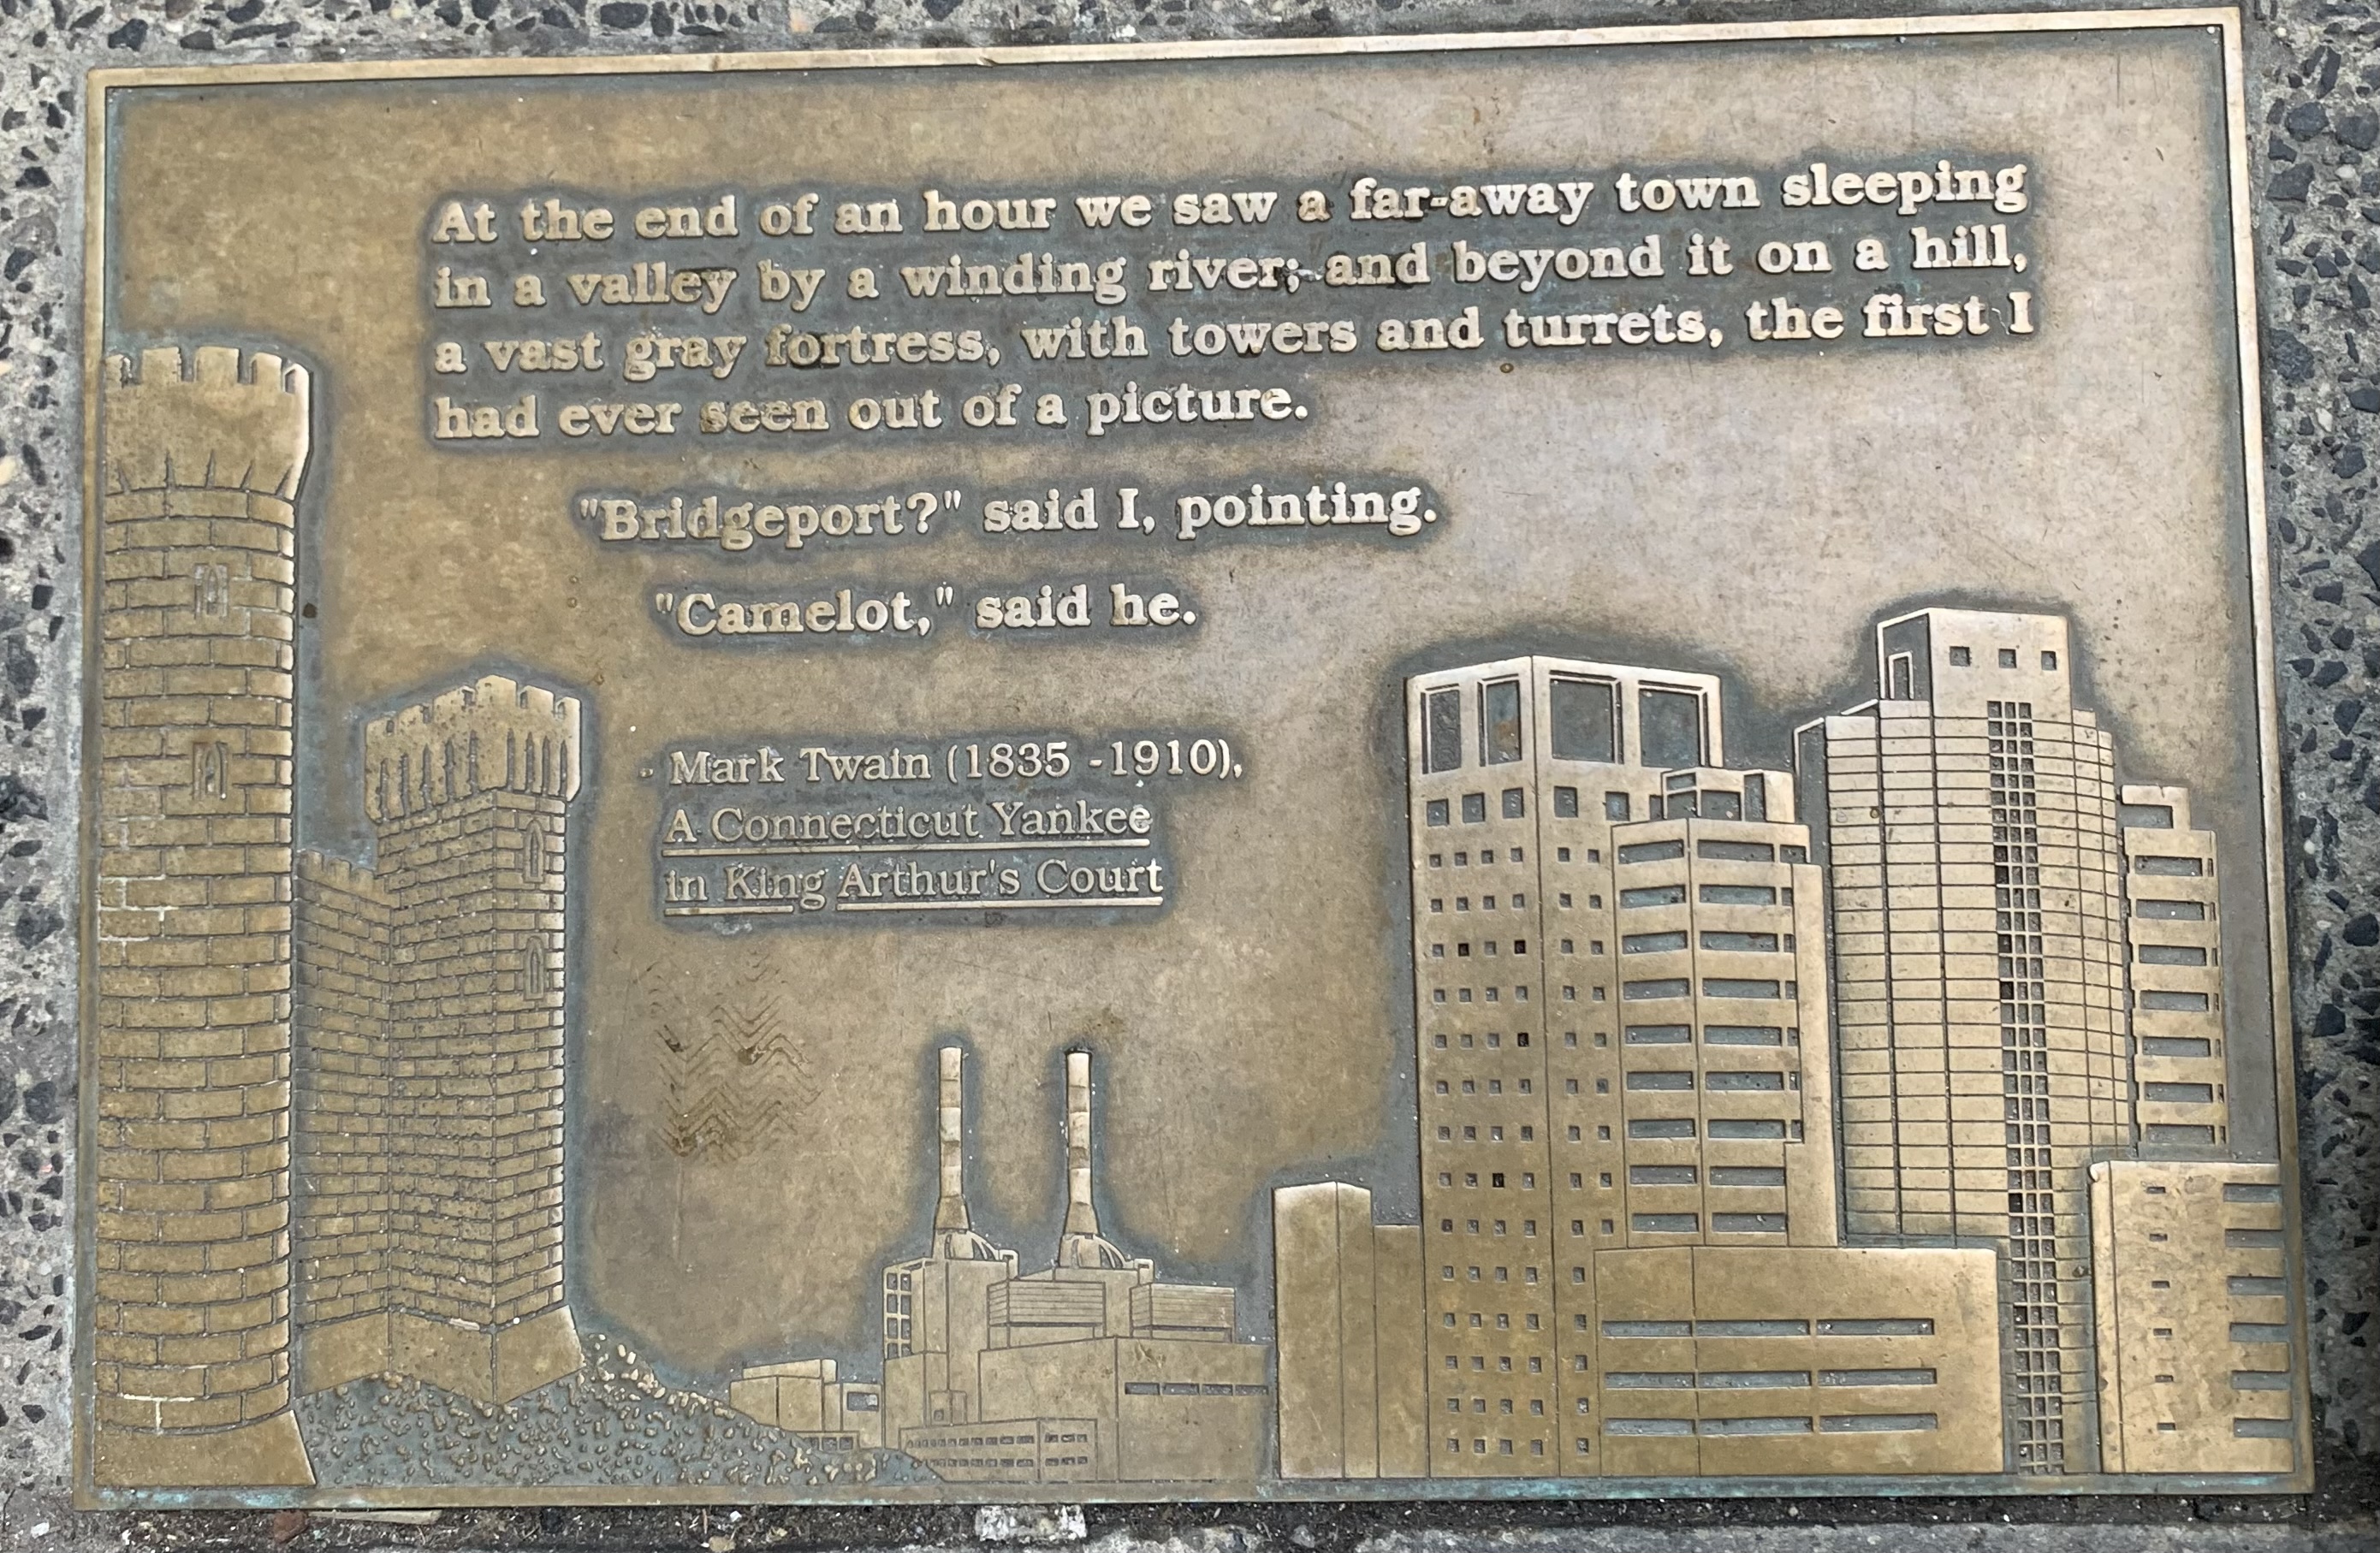 At the end of an hour we saw a far-away town sleeping
in a valley by a winding river; and beyond it on a hill,
a vast gray fortress, with towers and turrets, the first I
had ever seen out of a picture.
"Bridgeport?" said I, pointing.
"Camelot," said he.
- Mark Twain (1835 -1910),
A Connecticut Yankee
in King Arthur's Court